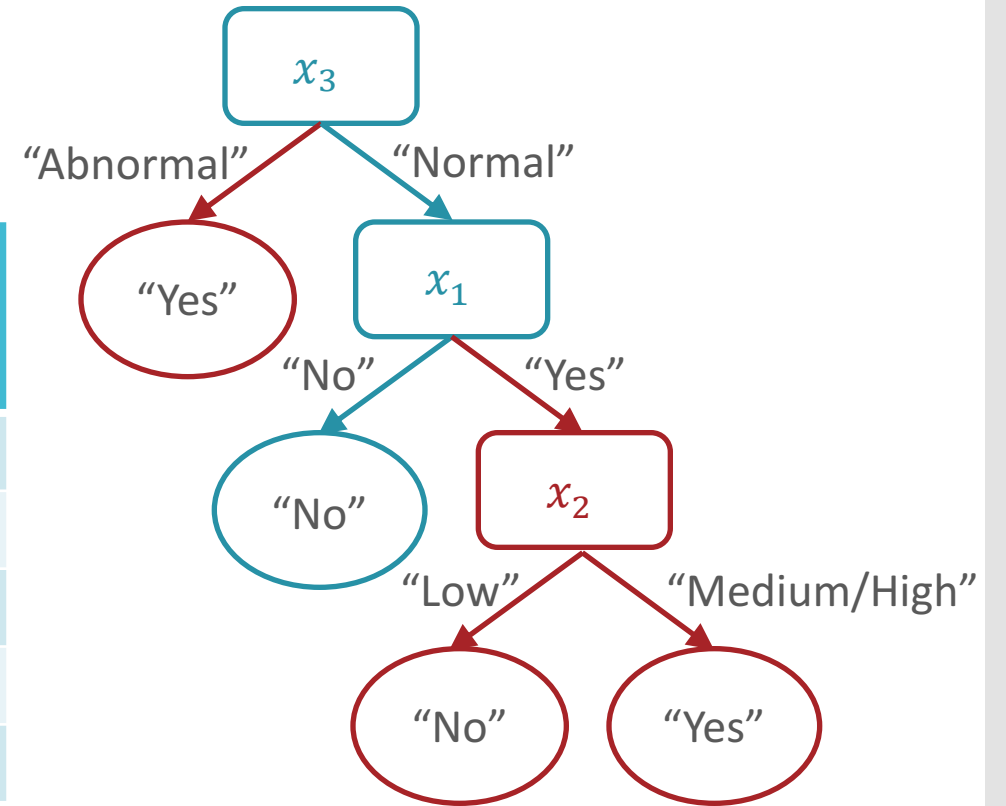 x₃
“Abnormal” “Normal”
“Yes” x₁
“No” “Yes”
“No” x₂
“Low” “Medium/High”
“No” “Yes”